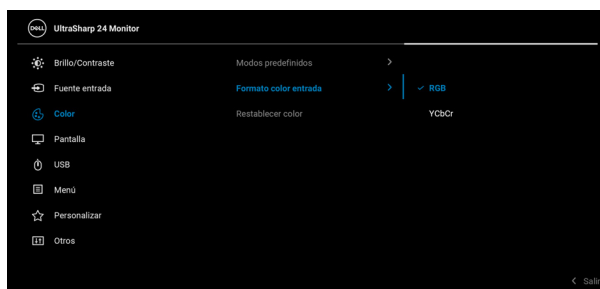 DELL UltraSharp 24 Monitor
Brillo/Contraste
Modos predefinidos
Fuente entrada
Formato color entrada
RGB
Color
Restablecer color
YCbCr
Pantalla
USB
Menú
Personalizar
Otros
Salir